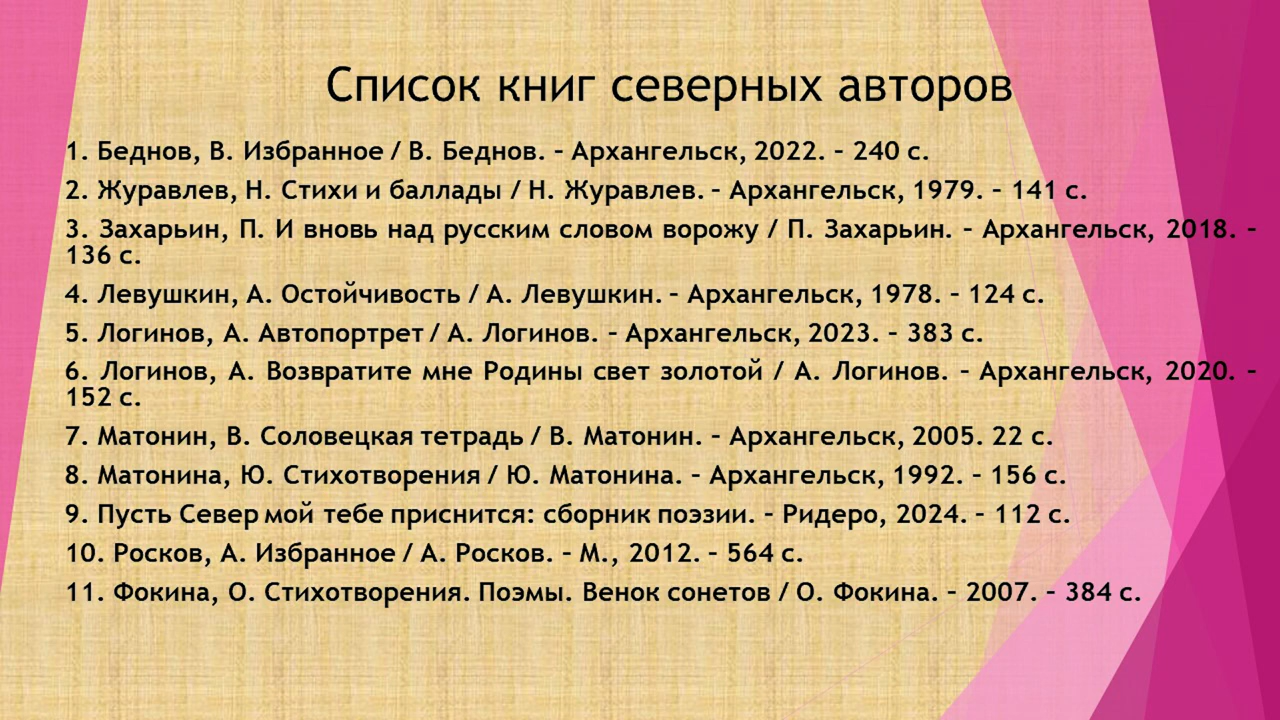 Список книг северных авторов
1. Беднов, В. Избранное / В. Беднов. – Архангельск, 2022. – 240 с.
2. Журавлев, Н. Стихи и баллады / Н. Журавлев. – Архангельск, 1979. – 141 с.
3. Захарьин, П. И вновь над русским словом ворожу / П. Захарьин. – Архангельск, 2018. –
136 с.
4. Левушкин, А. Остойчивость / А. Левушкин. – Архангельск, 1978. – 124 с.
5. Логинов, А. Автопортрет / А. Логинов. – Архангельск, 2023. – 383 с.
6. Логинов, А. Возвратите мне Родины свет золотой / А. Логинов. – Архангельск, 2020. –
152 с.
7. Матонин, В. Соловецкая тетрадь / В. Матонин. – Архангельск, 2005. 22 с.
8. Матонина, Ю. Стихотворения / Ю. Матонина. – Архангельск, 1992. – 156 с.
9. Пусть Север мой тебе приснится: сборник поэзии. – Ридеро, 2024. – 112 с.
10. Росков, А. Избранное / А. Росков. – М., 2012. – 564 с.
11. Фокина, О. Стихотворения. Поэмы. Венок сонетов / О. Фокина. – 2007. – 384 с.